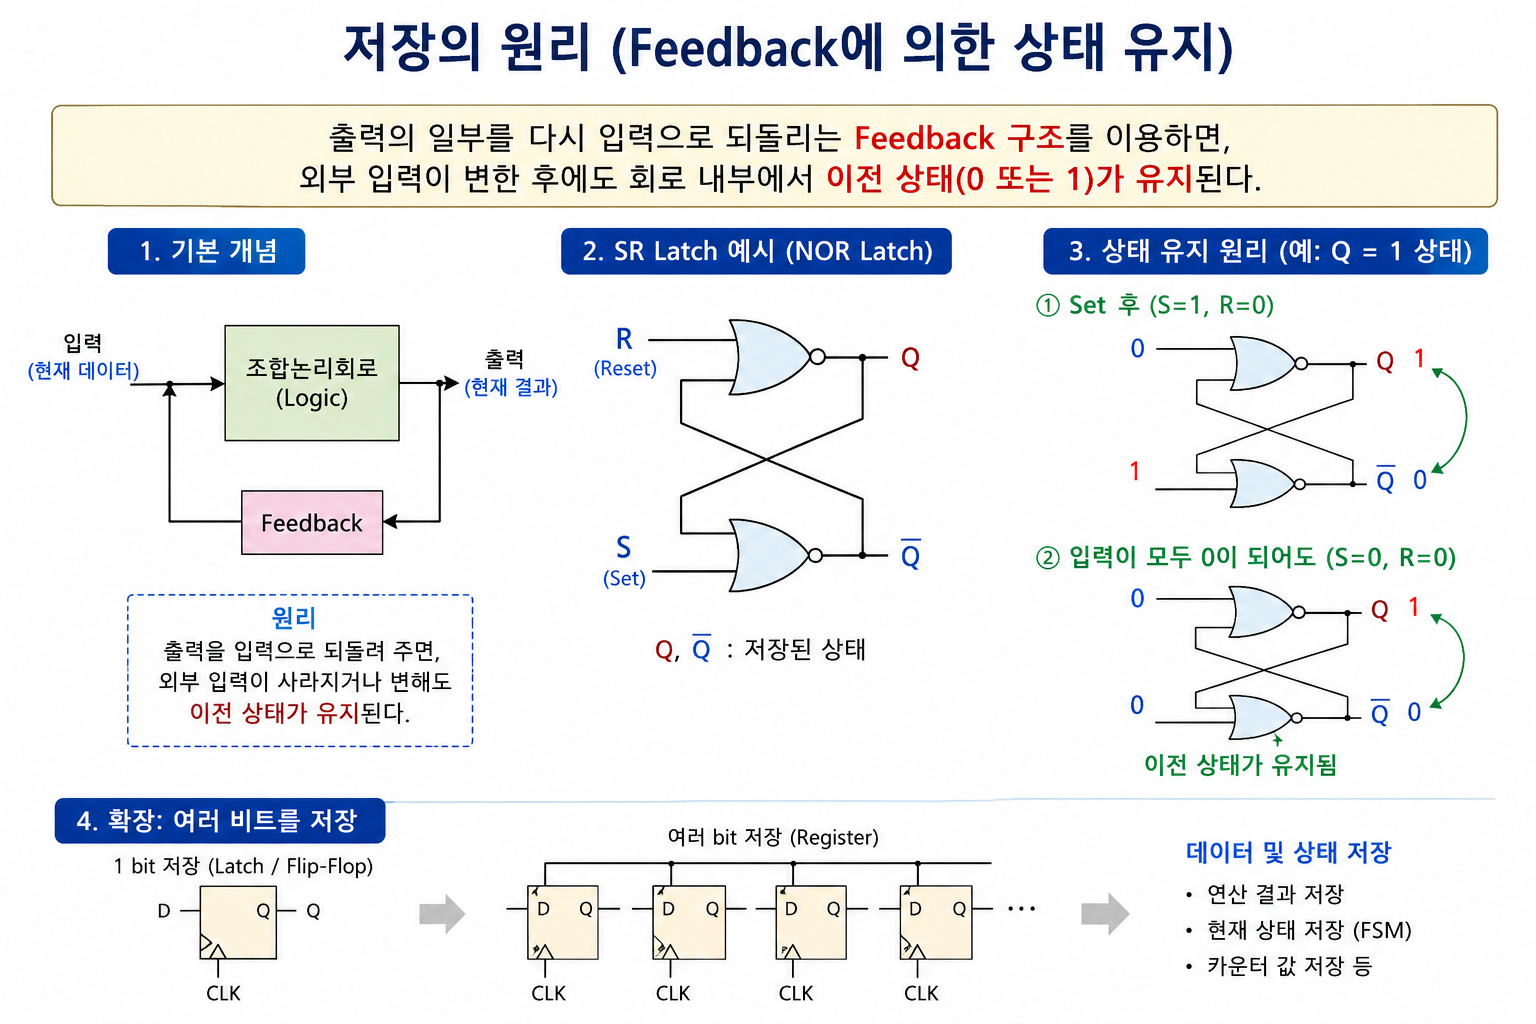 저장의 원리 (Feedback에 의한 상태 유지)
출력의 일부를 다시 입력으로 되돌리는 Feedback 구조를 이용하면,
외부 입력이 변한 후에도 회로 내부에서 이전 상태(0 또는 1)가 유지된다.
1. 기본 개념
입력
(현재 데이터)
조합논리회로
(Logic)
출력
(현재 결과)
Feedback
원리
출력을 입력으로 되돌려 주면,
외부 입력이 사라지거나 변해도
이전 상태가 유지된다.
2. SR Latch 예시 (NOR Latch)
R
(Reset)
Q
S
(Set)
Q̅
Q, Q̅ : 저장된 상태
3. 상태 유지 원리 (예: Q = 1 상태)
① Set 후 (S=1, R=0)
0
Q 1
1
Q̅ 0
② 입력이 모두 0이 되어도 (S=0, R=0)
0
Q 1
0
Q̅ 0
이전 상태가 유지됨
4. 확장: 여러 비트를 저장
1 bit 저장 (Latch / Flip-Flop)
D Q Q
CLK
여러 bit 저장 (Register)
D Q D Q D Q D Q ...
CLK CLK CLK CLK
데이터 및 상태 저장
• 연산 결과 저장
• 현재 상태 저장 (FSM)
• 카운터 값 저장 등